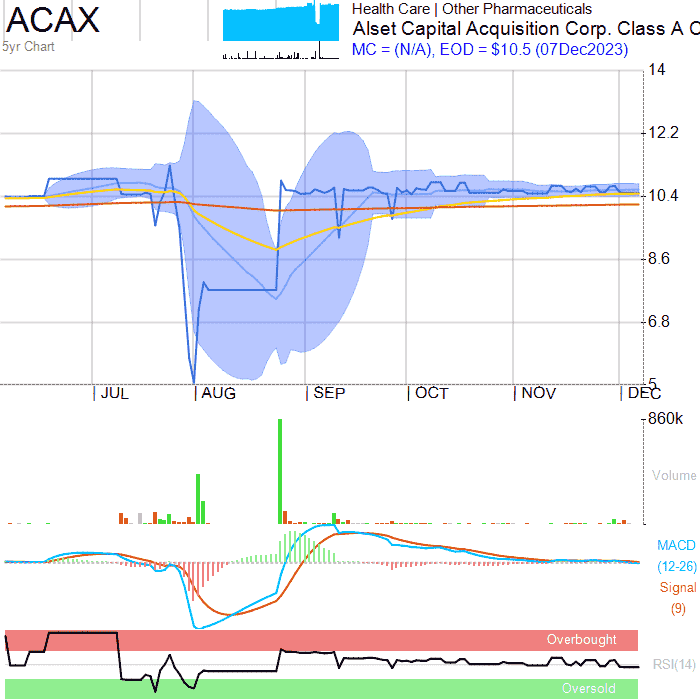 ACAX
5yr Chart
Health Care | Other Pharmaceuticals
Alset Capital Acquisition Corp. Class A C
MC = (N/A), EOD = $10.5 (07Dec2023)
14
12.2
10.4
8.6
6.8
5
JUL
AUG
SEP
OCT
NOV
DEC
860k
Volume
MACD
(12-26)
Signal
(9)
Overbought
RSI(14)
Oversold